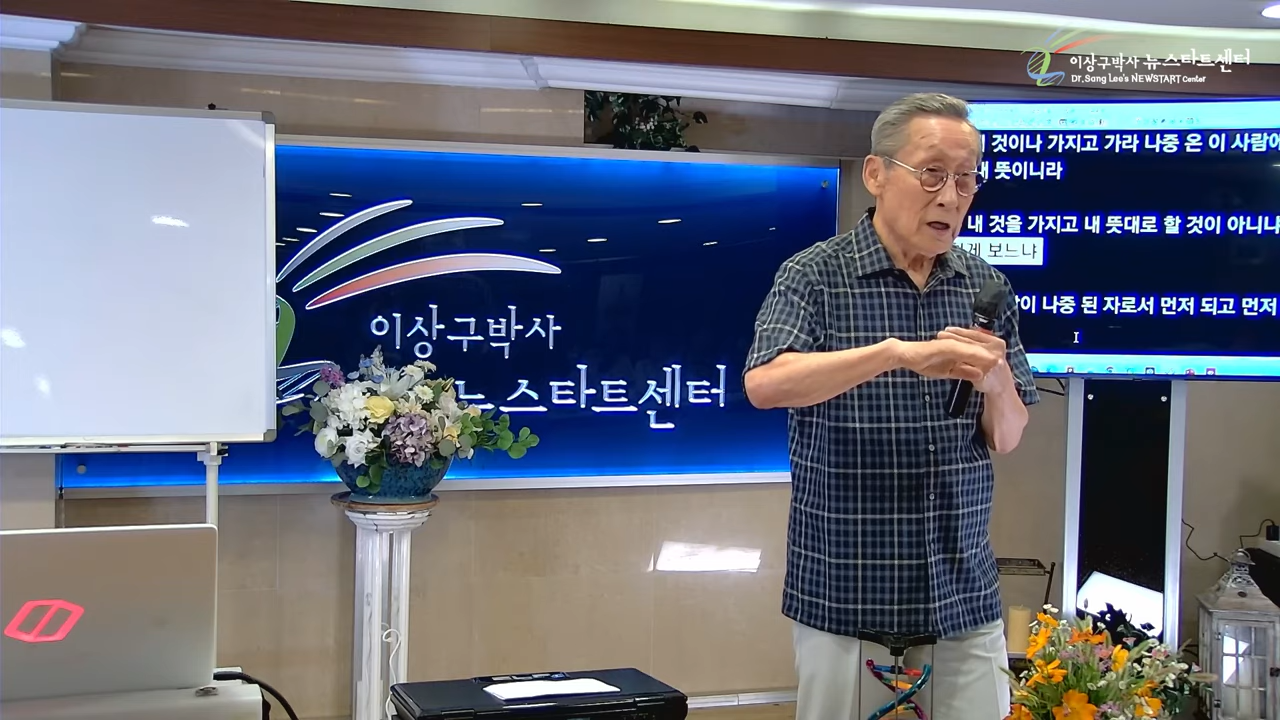 이상구박사 뉴스타트센터
Dr. Sang Lee's NEWSTART Center
것이나 가지고 가라 나중 온 이 사람에
내 뜻이니라
내 것을 가지고 내 뜻대로 할 것이 아니냐
보느냐
나중 된 자로서 먼저 되고 먼저
이상구박사
뉴스타트센터